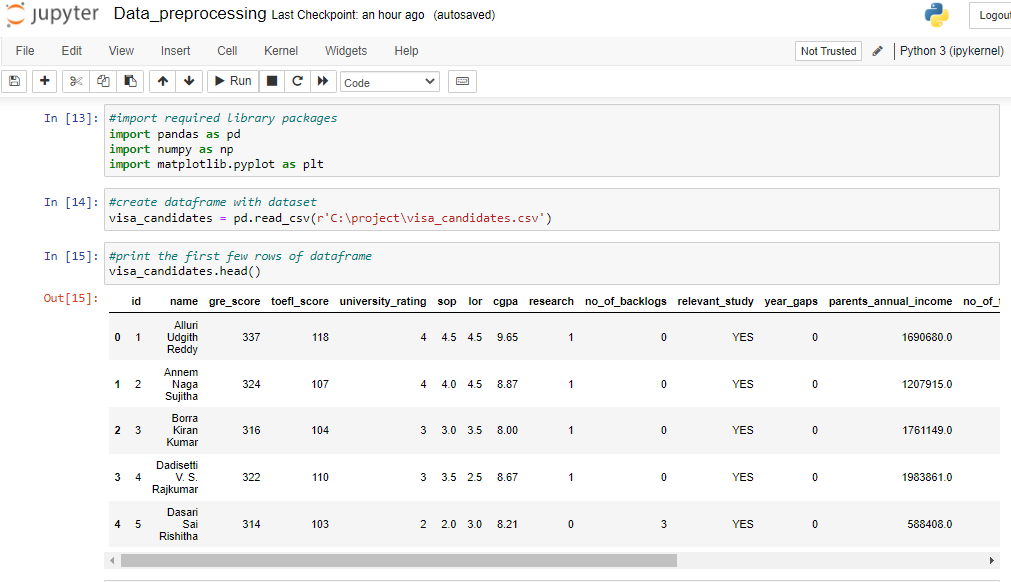 jupyter Data_preprocessing Last Checkpoint: an hour ago (autosaved) Logout
File Edit View Insert Cell Kernel Widgets Help Not Trusted Python 3 (ipykernel)
Run Code
In [13]: #import required library packages
import pandas as pd
import numpy as np
import matplotlib.pyplot as plt
In [14]: #create dataframe with dataset
visa_candidates = pd.read_csv(r'C:\project\visa_candidates.csv')
In [15]: #print the first few rows of dataframe
visa_candidates.head()
Out[15]:
id name gre_score toefl_score university_rating sop lor cgpa research no_of_backlogs relevant_study year_gaps parents_annual_income no_of_
0 1 Alluri Udgith Reddy 337 118 4 4.5 4.5 9.65 1 0 YES 0 1690680.0
1 2 Annem Naga Sujitha 324 107 4 4.0 4.5 8.87 1 0 YES 0 1207915.0
2 3 Borra Kiran Kumar 316 104 3 3.0 3.5 8.00 1 0 YES 0 1761149.0
3 4 Dadisetti V. S. Rajkumar 322 110 3 3.5 2.5 8.67 1 0 YES 0 1983861.0
4 5 Dasari Sai Rishitha 314 103 2 2.0 3.0 8.21 0 3 YES 0 588408.0